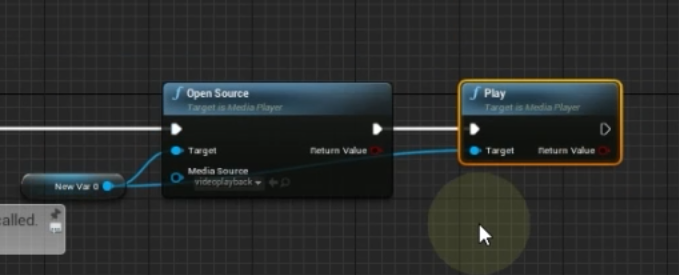 Open Source
Target is Media Player
Target
Return Value
Media Source
videoplayback
Play
Target is Media Player
Target
Return Value
New Var 0
called.